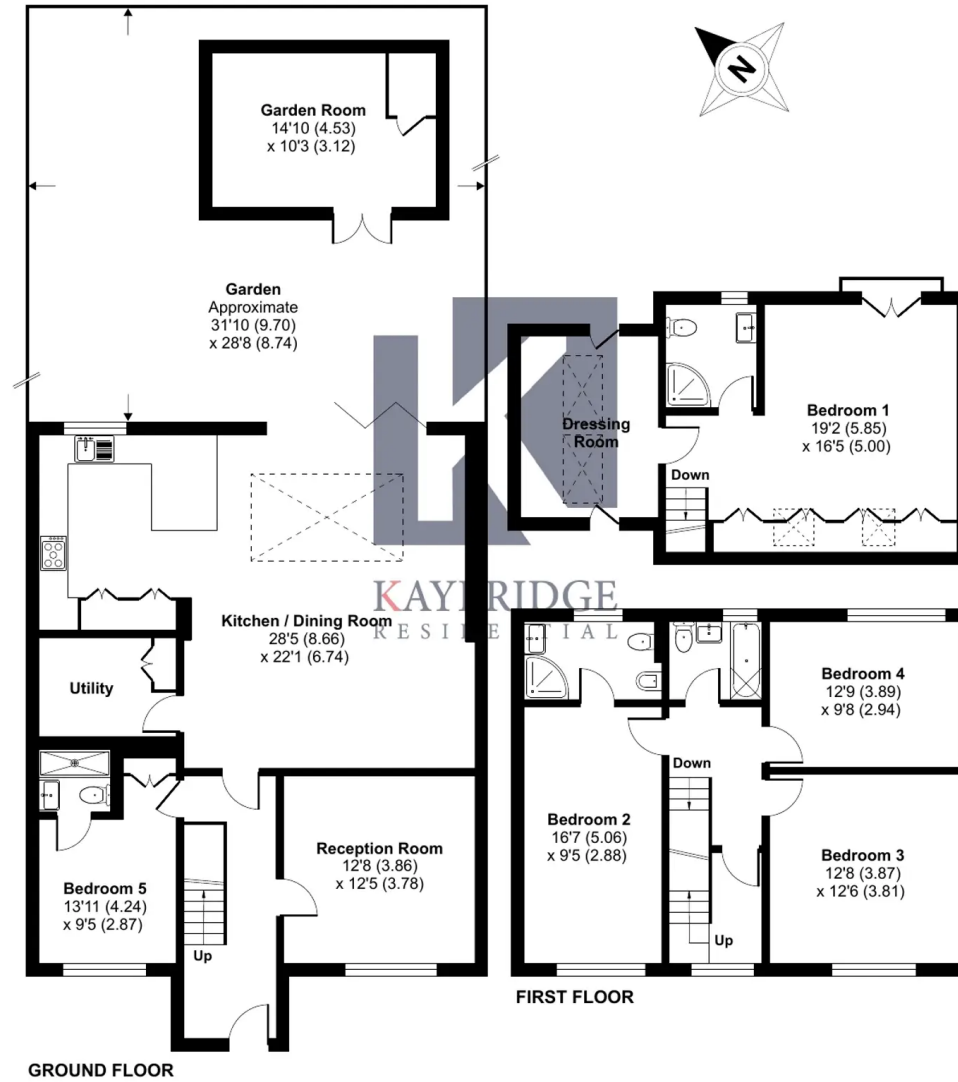 Garden Room
14'10 (4.53)
x 10'3 (3.12)
N
Garden
Approximate
31'10 (9.70)
x 28'8 (8.74)
Kitchen / Dining Room
28'5 (8.66)
x 22'1 (6.74)
Utility
Bedroom 5
13'11 (4.24)
x 9'5 (2.87)
Up
Reception Room
12'8 (3.86)
x 12'5 (3.78)
GROUND FLOOR
Dressing
Room
Down
Bedroom 1
19'2 (5.85)
x 16'5 (5.00)
KAYBRIDGE
RESIDENTIAL
Bedroom 4
12'9 (3.89)
x 9'8 (2.94)
Down
Bedroom 2
16'7 (5.06)
x 9'5 (2.88)
Bedroom 3
12'8 (3.87)
x 12'6 (3.81)
Up
FIRST FLOOR